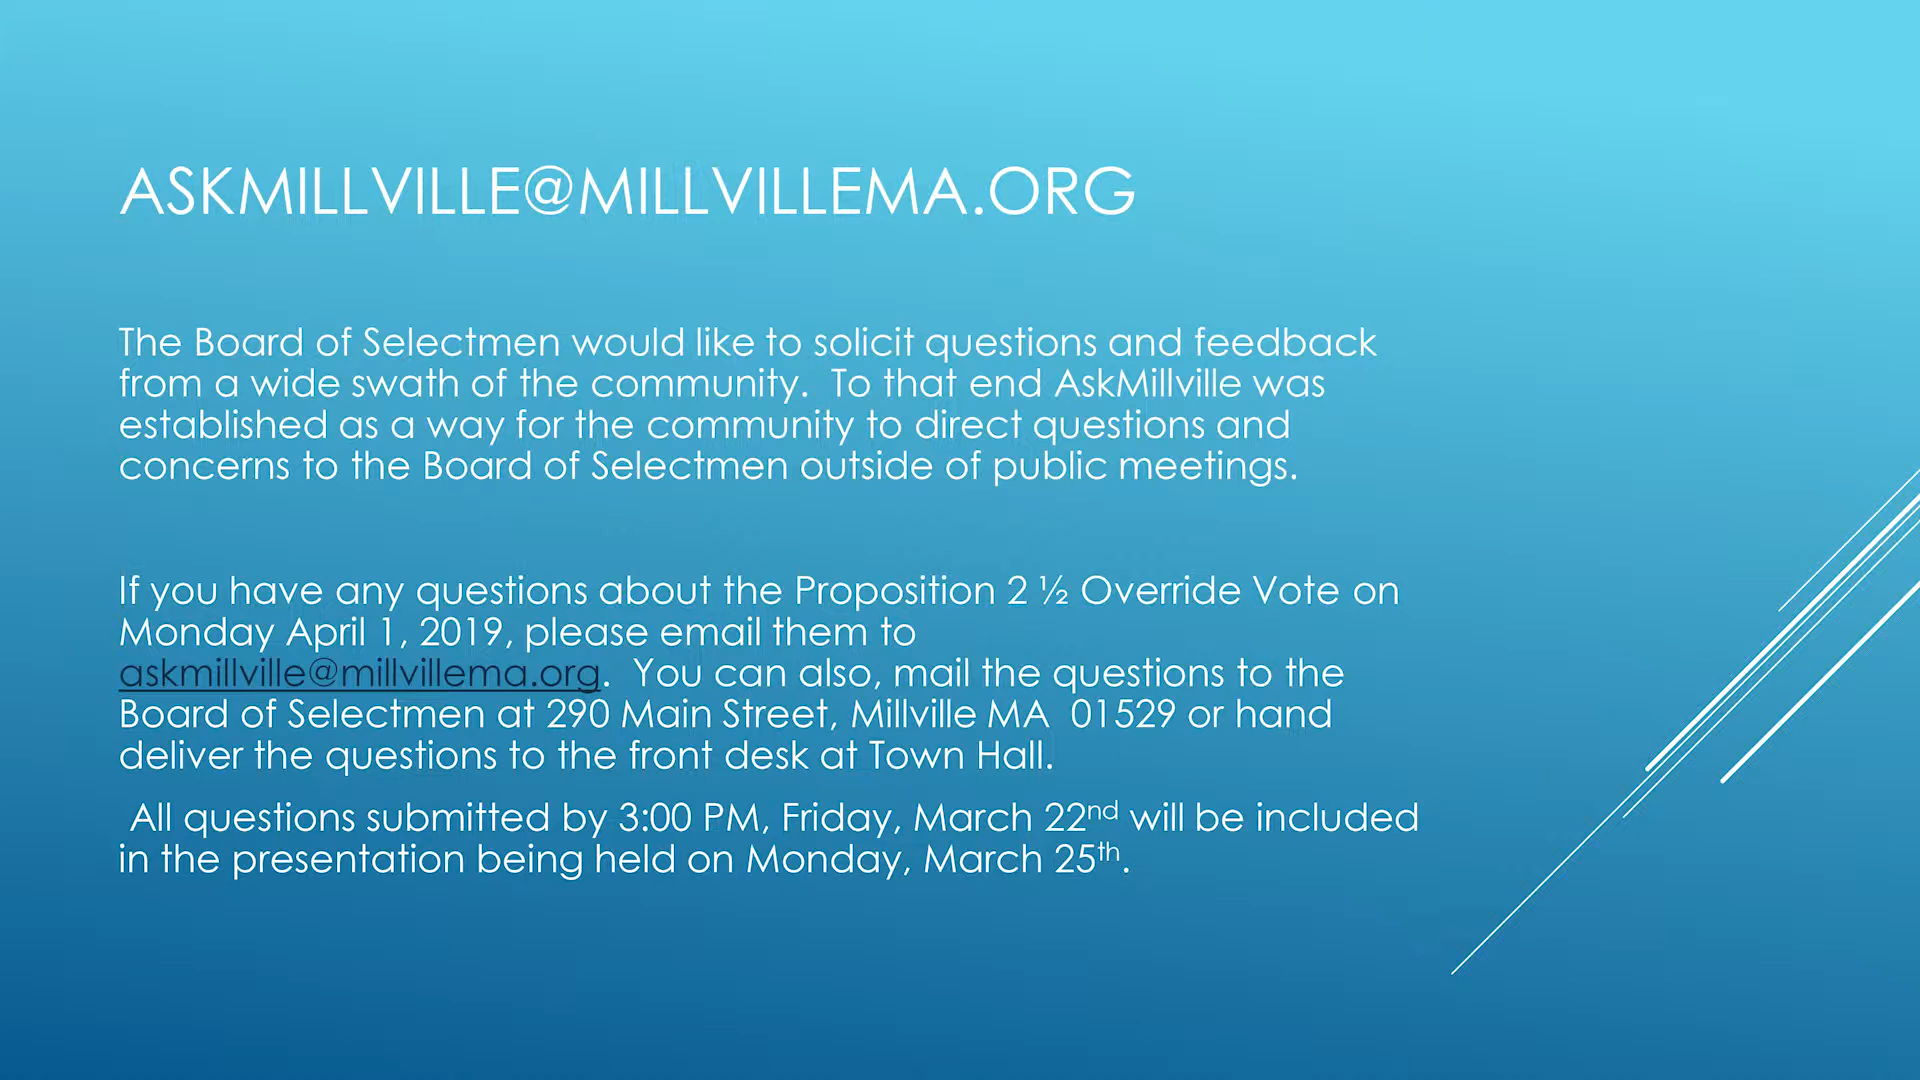 ASKMILLVILLE@MILLVILLEMA.ORG
The Board of Selectmen would like to solicit questions and feedback
from a wide swath of the community.  To that end AskMillville was
established as a way for the community to direct questions and
concerns to the Board of Selectmen outside of public meetings.
If you have any questions about the Proposition 2 ½ Override Vote on
Monday April 1, 2019, please email them to
askmillville@millvillema.org.  You can also, mail the questions to the
Board of Selectmen at 290 Main Street, Millville MA  01529 or hand
deliver the questions to the front desk at Town Hall.
All questions submitted by 3:00 PM, Friday, March 22nd will be included
in the presentation being held on Monday, March 25th.